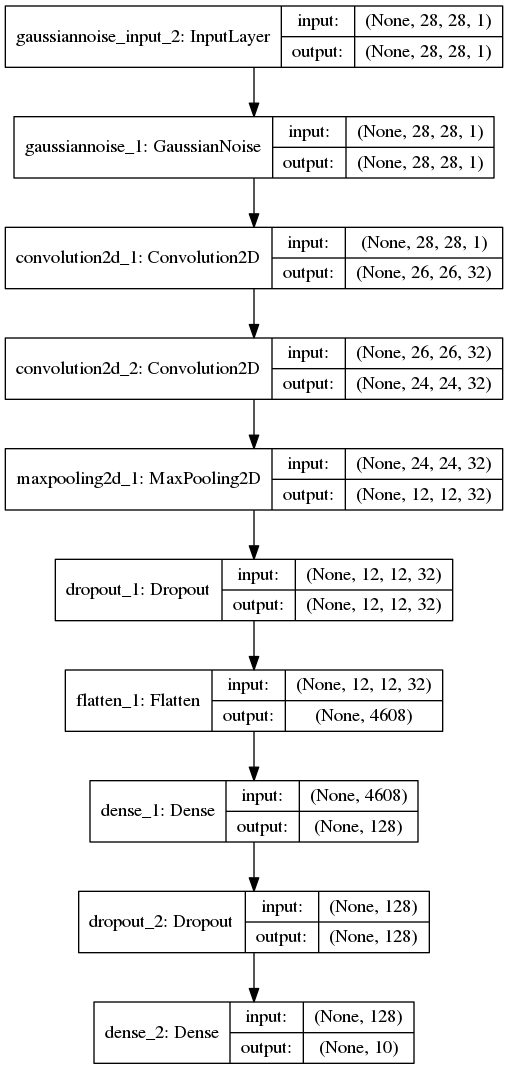 gaussiannoise_input_2: InputLayer
input: (None, 28, 28, 1)
output: (None, 28, 28, 1)
gaussiannoise_1: GaussianNoise
input: (None, 28, 28, 1)
output: (None, 28, 28, 1)
convolution2d_1: Convolution2D
input: (None, 28, 28, 1)
output: (None, 26, 26, 32)
convolution2d_2: Convolution2D
input: (None, 26, 26, 32)
output: (None, 24, 24, 32)
maxpooling2d_1: MaxPooling2D
input: (None, 24, 24, 32)
output: (None, 12, 12, 32)
dropout_1: Dropout
input: (None, 12, 12, 32)
output: (None, 12, 12, 32)
flatten_1: Flatten
input: (None, 12, 12, 32)
output: (None, 4608)
dense_1: Dense
input: (None, 4608)
output: (None, 128)
dropout_2: Dropout
input: (None, 128)
output: (None, 128)
dense_2: Dense
input: (None, 128)
output: (None, 10)